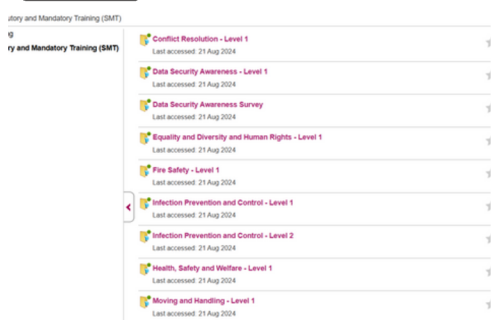 utory and Mandatory Training (SMT)
ng
ry and Mandatory Training (SMT)
Conflict Resolution - Level 1
Last accessed: 21 Aug 2024
Data Security Awareness - Level 1
Last accessed: 21 Aug 2024
Data Security Awareness Survey
Last accessed: 21 Aug 2024
Equality and Diversity and Human Rights - Level 1
Last accessed: 21 Aug 2024
Fire Safety - Level 1
Last accessed: 21 Aug 2024
Infection Prevention and Control - Level 1
Last accessed: 21 Aug 2024
Infection Prevention and Control - Level 2
Last accessed: 21 Aug 2024
Health, Safety and Welfare - Level 1
Last accessed: 21 Aug 2024
Moving and Handling - Level 1
Last accessed: 21 Aug 2024